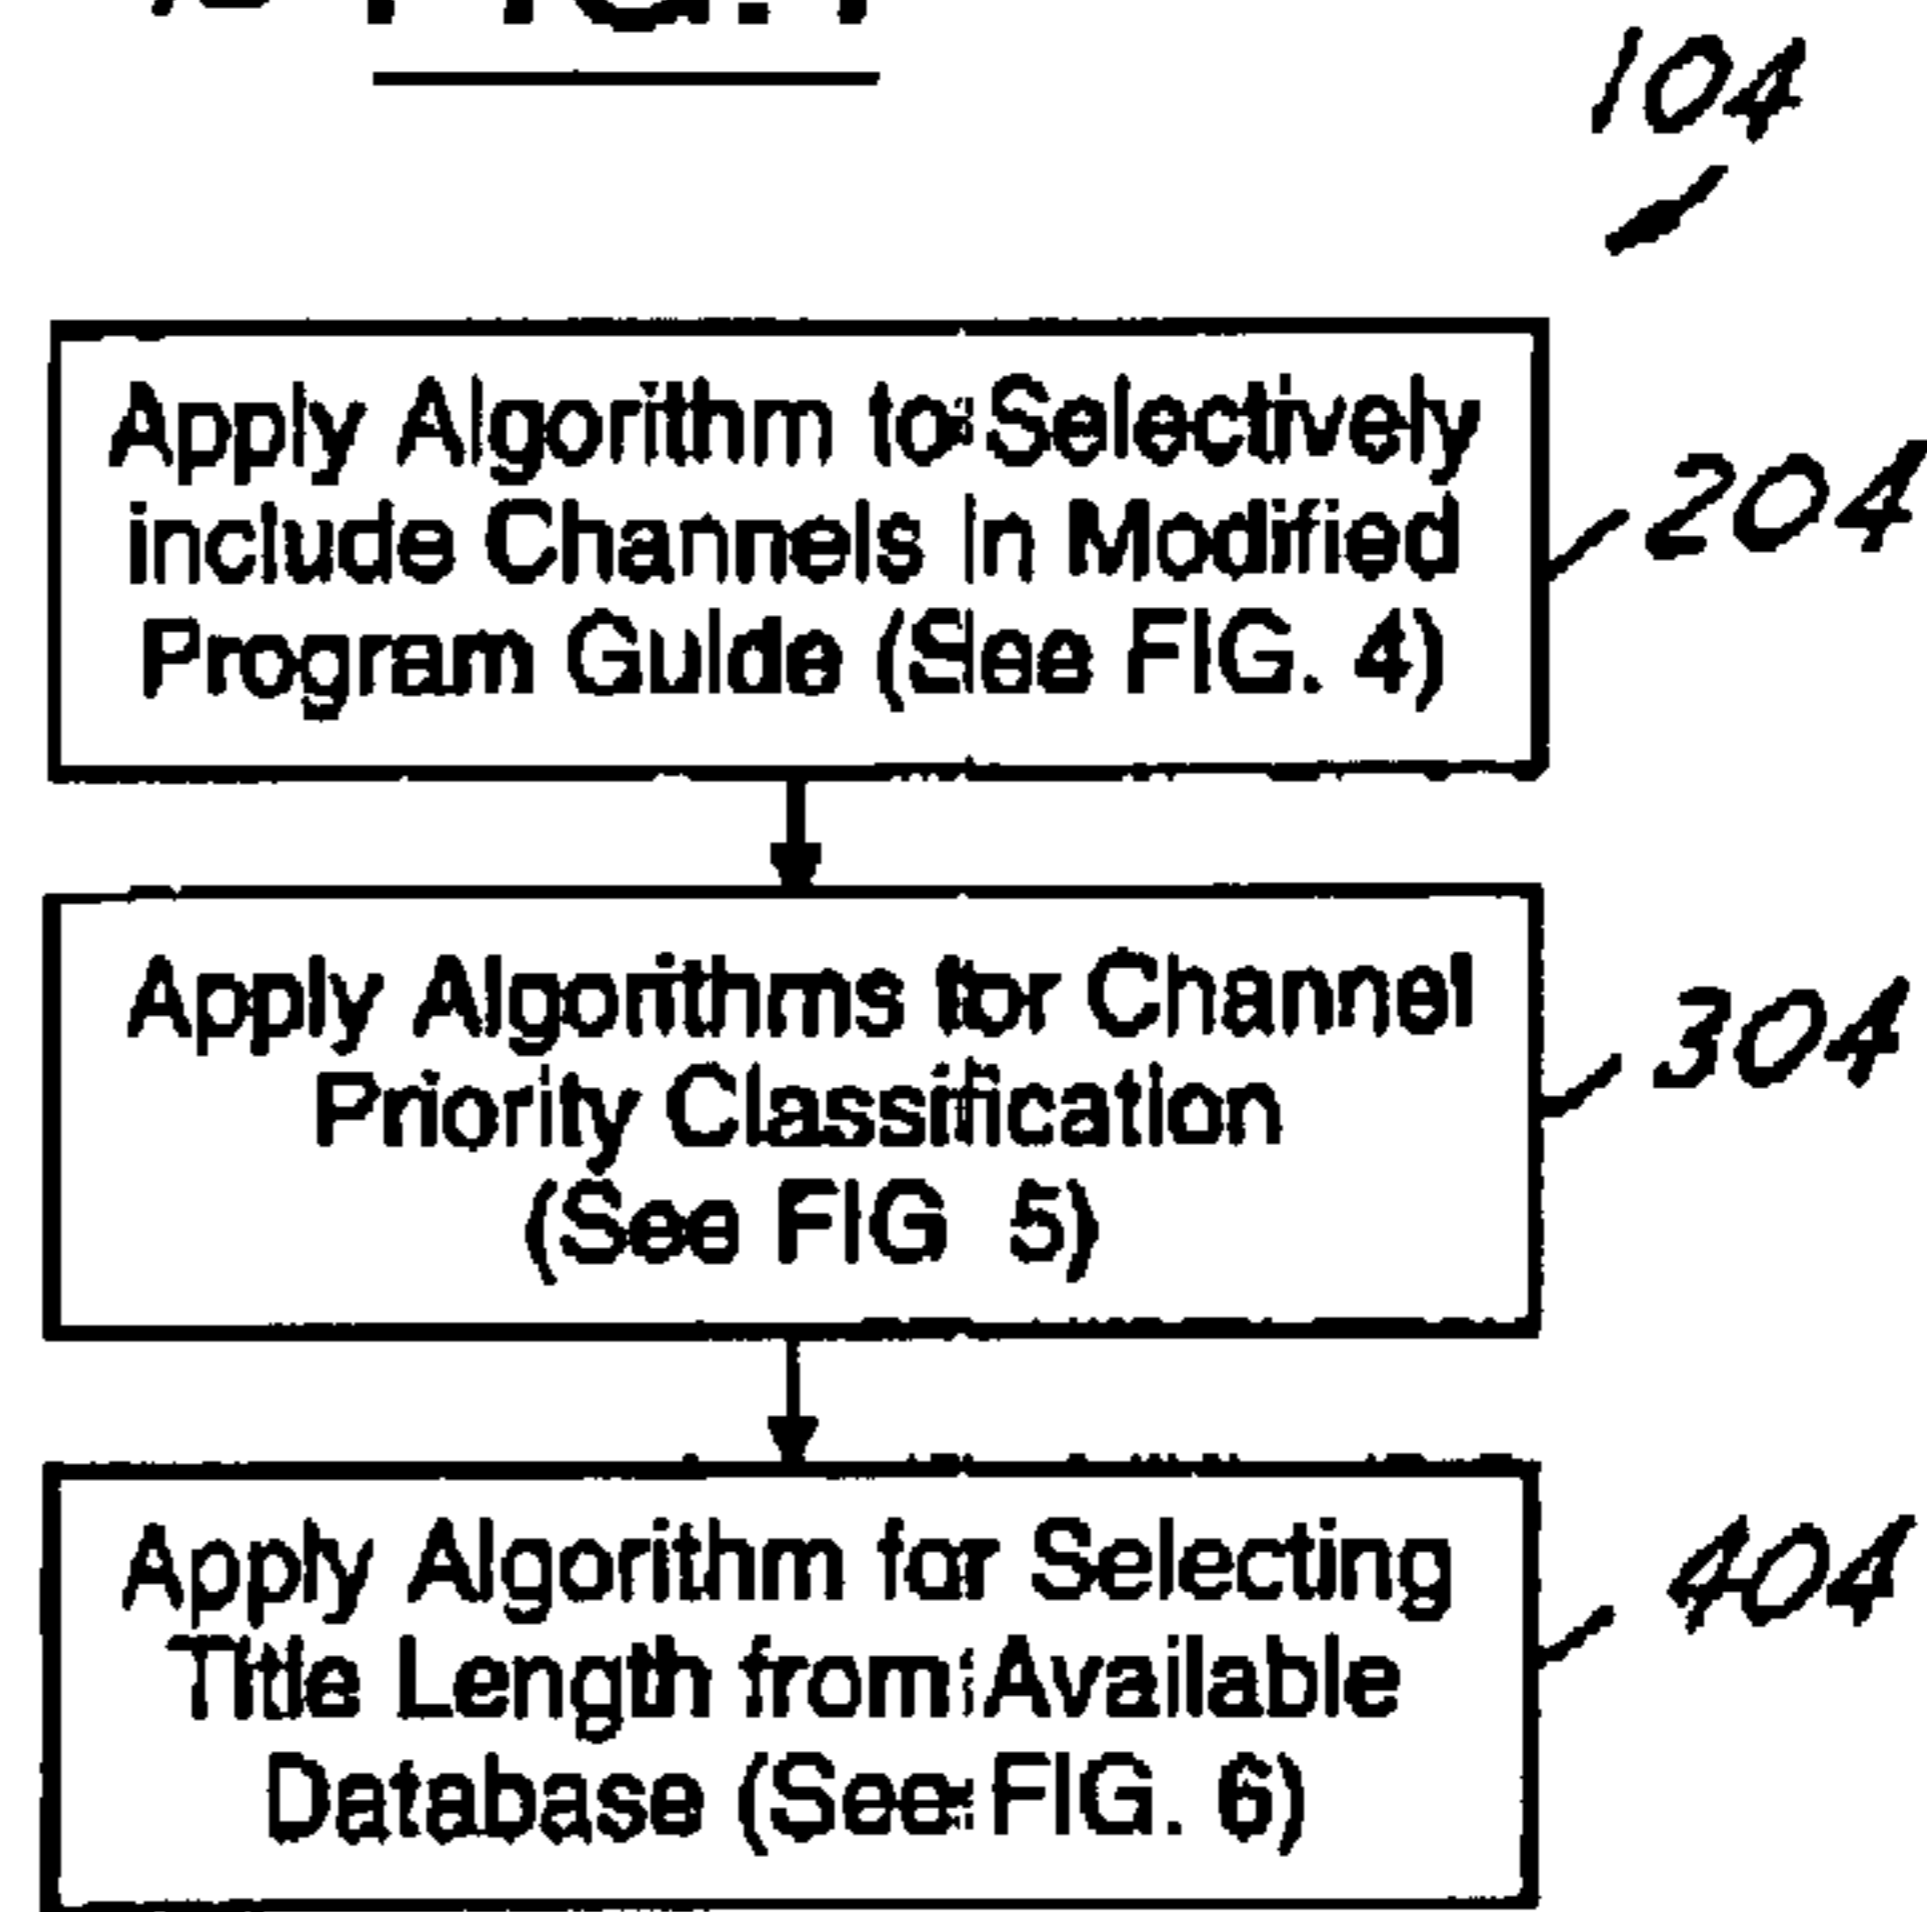 104
Apply Algorithm to Selectively
include Channels In Modified
Program Guide (See FIG. 4)
204
Apply Algorithms for Channel
Priority Classification
(See FIG 5)
304
Apply Algorithm for Selecting
Title Length from Available
Database (See FIG. 6)
404